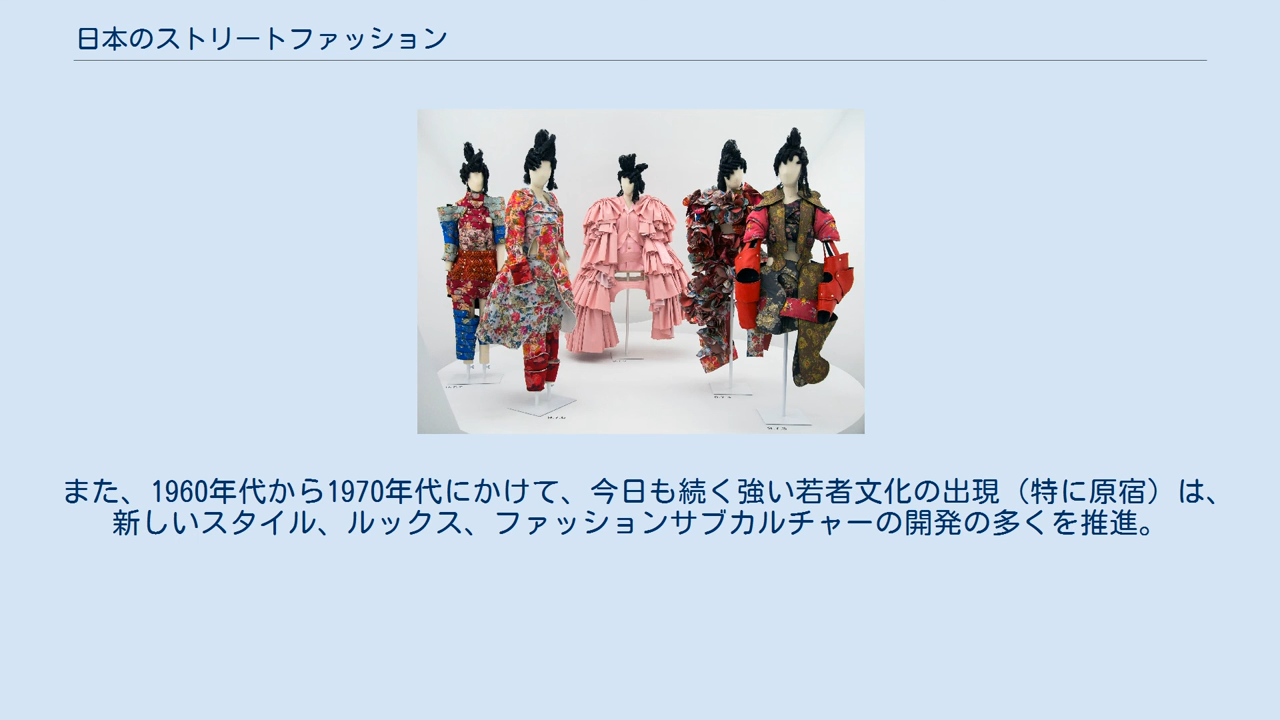 日本のストリートファッション
また、1960年代から1970年代にかけて、今日も続く強い若者文化の出現（特に原宿）は、
新しいスタイル、ルックス、ファッションサブカルチャーの開発の多くを推進。